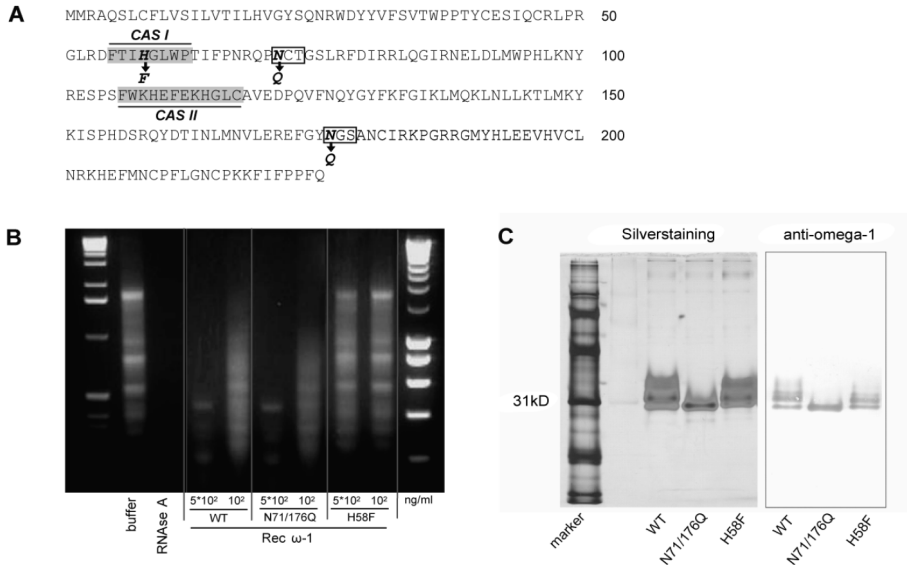 A
MMRAQSLCFLVSILVTILHVGYSQNRWDYYVFSVTWPPTYCESIQCRLPR 50
CAS I
GLRDFTIHGLWPTIFPNRQPNCTGSLRFDIRRLQGIRNELDLMWPHLKNY 100
F Q
RESPSFWKHEFEKHGLCAVEDPQVFNQYGYFKFGIKLMQKLNLLKTLMKY 150
CAS II
KISPHDSRQYDTINLMNVLEREFGYNGSANCIRKPGRRGMYHLEEVHVCL 200
Q
NRKHEFMNCPFLGNCPKKFIFPPFQ
B
buffer
RNAse A
5*10² 10² 5*10² 10² 5*10² 10² ng/ml
WT N71/176Q H58F
Rec ω-1
C
Silverstaining anti-omega-1
31kD
marker WT N71/176Q H58F WT N71/176Q H58F